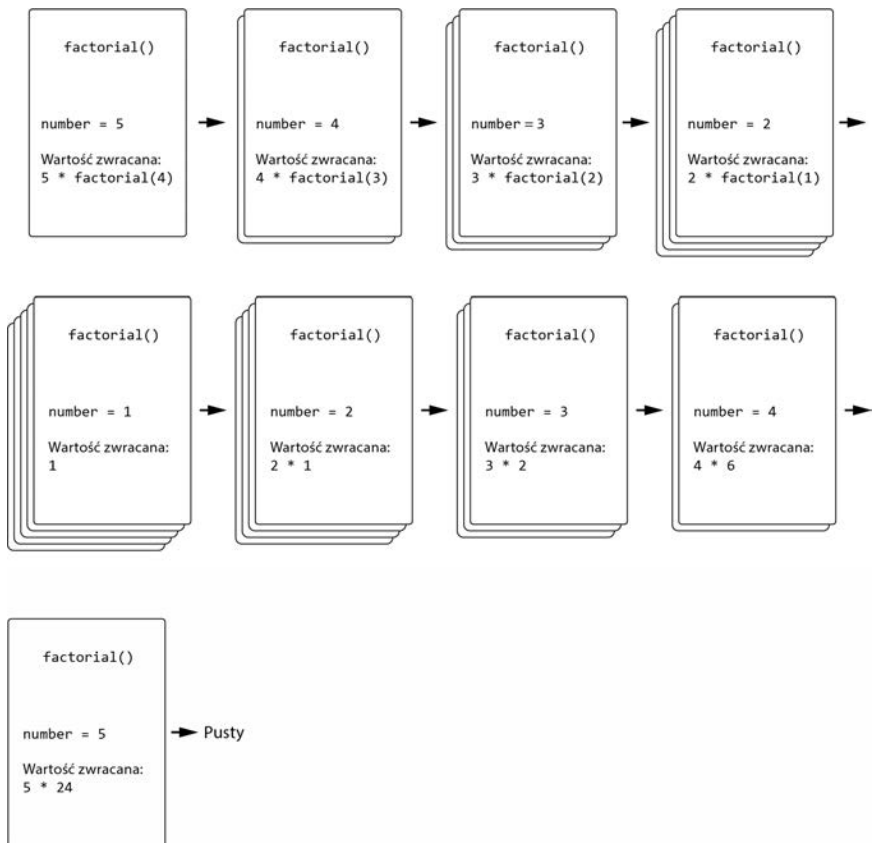 factorial()
number = 5
Wartość zwracana:
5 * factorial(4)
factorial()
number = 4
Wartość zwracana:
4 * factorial(3)
factorial()
number = 3
Wartość zwracana:
3 * factorial(2)
factorial()
number = 2
Wartość zwracana:
2 * factorial(1)
factorial()
number = 1
Wartość zwracana:
1
factorial()
number = 2
Wartość zwracana:
2 * 1
factorial()
number = 3
Wartość zwracana:
3 * 2
factorial()
number = 4
Wartość zwracana:
4 * 6
factorial()
number = 5
Wartość zwracana:
5 * 24
Pusty